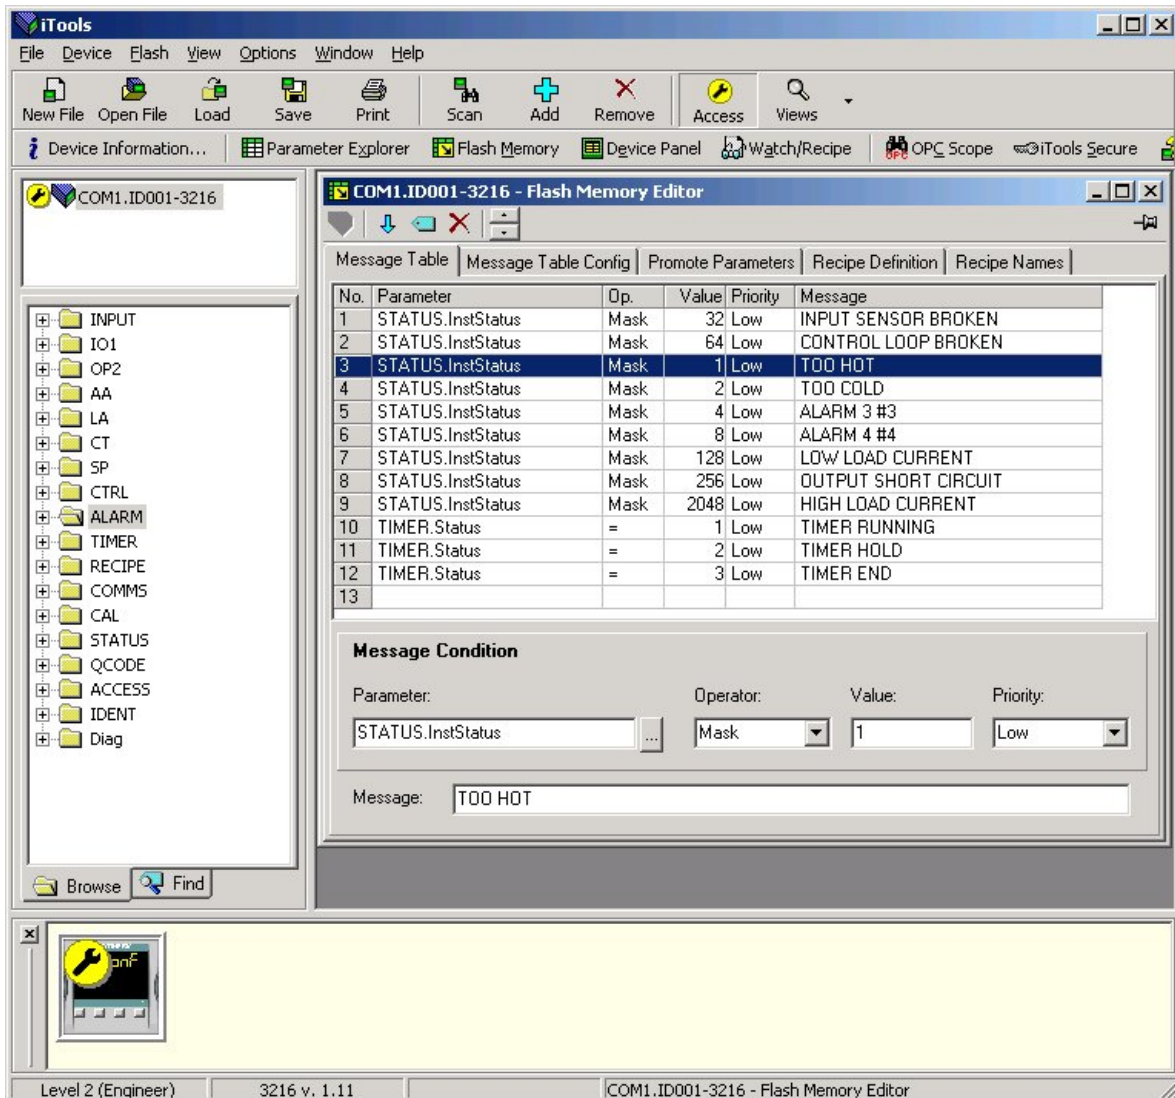 iTools
File Device Flash View Options Window Help
New File Open File Load Save Print Scan Add Remove Access Views
Device Information... Parameter Explorer Flash Memory Device Panel Watch/Recipe OPC Scope iTools Secure
COM1.ID001-3216
INPUT
IO1
OP2
AA
LA
CT
SP
CTRL
ALARM
TIMER
RECIPE
COMMS
CAL
STATUS
QCODE
ACCESS
IDENT
Diag
Browse Find
COM1.ID001-3216 - Flash Memory Editor
Message Table Message Table Config Promote Parameters Recipe Definition Recipe Names
No. Parameter Op. Value Priority Message
1 STATUS.InstStatus Mask 32 Low INPUT SENSOR BROKEN
2 STATUS.InstStatus Mask 64 Low CONTROL LOOP BROKEN
3 STATUS.InstStatus Mask 1 Low TOO HOT
4 STATUS.InstStatus Mask 2 Low TOO COLD
5 STATUS.InstStatus Mask 4 Low ALARM 3 #3
6 STATUS.InstStatus Mask 8 Low ALARM 4 #4
7 STATUS.InstStatus Mask 128 Low LOW LOAD CURRENT
8 STATUS.InstStatus Mask 256 Low OUTPUT SHORT CIRCUIT
9 STATUS.InstStatus Mask 2048 Low HIGH LOAD CURRENT
10 TIMER.Status = 1 Low TIMER RUNNING
11 TIMER.Status = 2 Low TIMER HOLD
12 TIMER.Status = 3 Low TIMER END
13
Message Condition
Parameter: Operator: Value: Priority:
STATUS.InstStatus ... Mask 1 Low
Message: TOO HOT
Level 2 (Engineer) 3216 v. 1.11 COM1.ID001-3216 - Flash Memory Editor